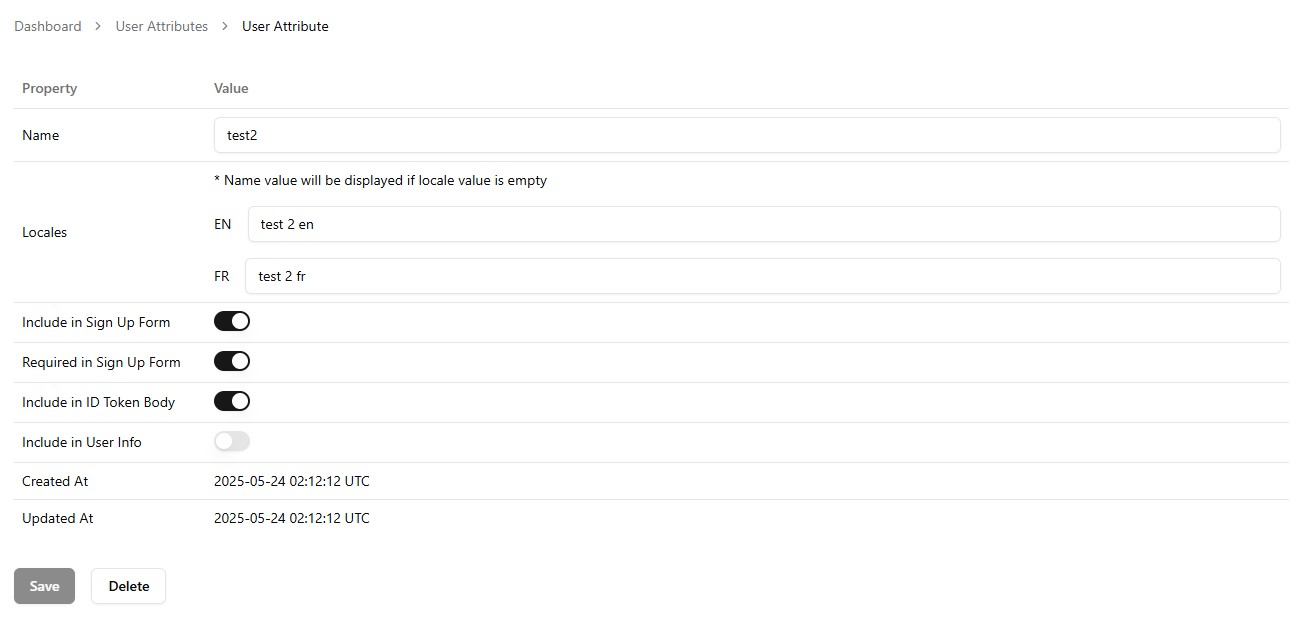 Dashboard > User Attributes > User Attribute
Property Value
Name test2
* Name value will be displayed if locale value is empty
Locales
EN test 2 en
FR test 2 fr
Include in Sign Up Form
Required in Sign Up Form
Include in ID Token Body
Include in User Info
Created At 2025-05-24 02:12:12 UTC
Updated At 2025-05-24 02:12:12 UTC
Save Delete